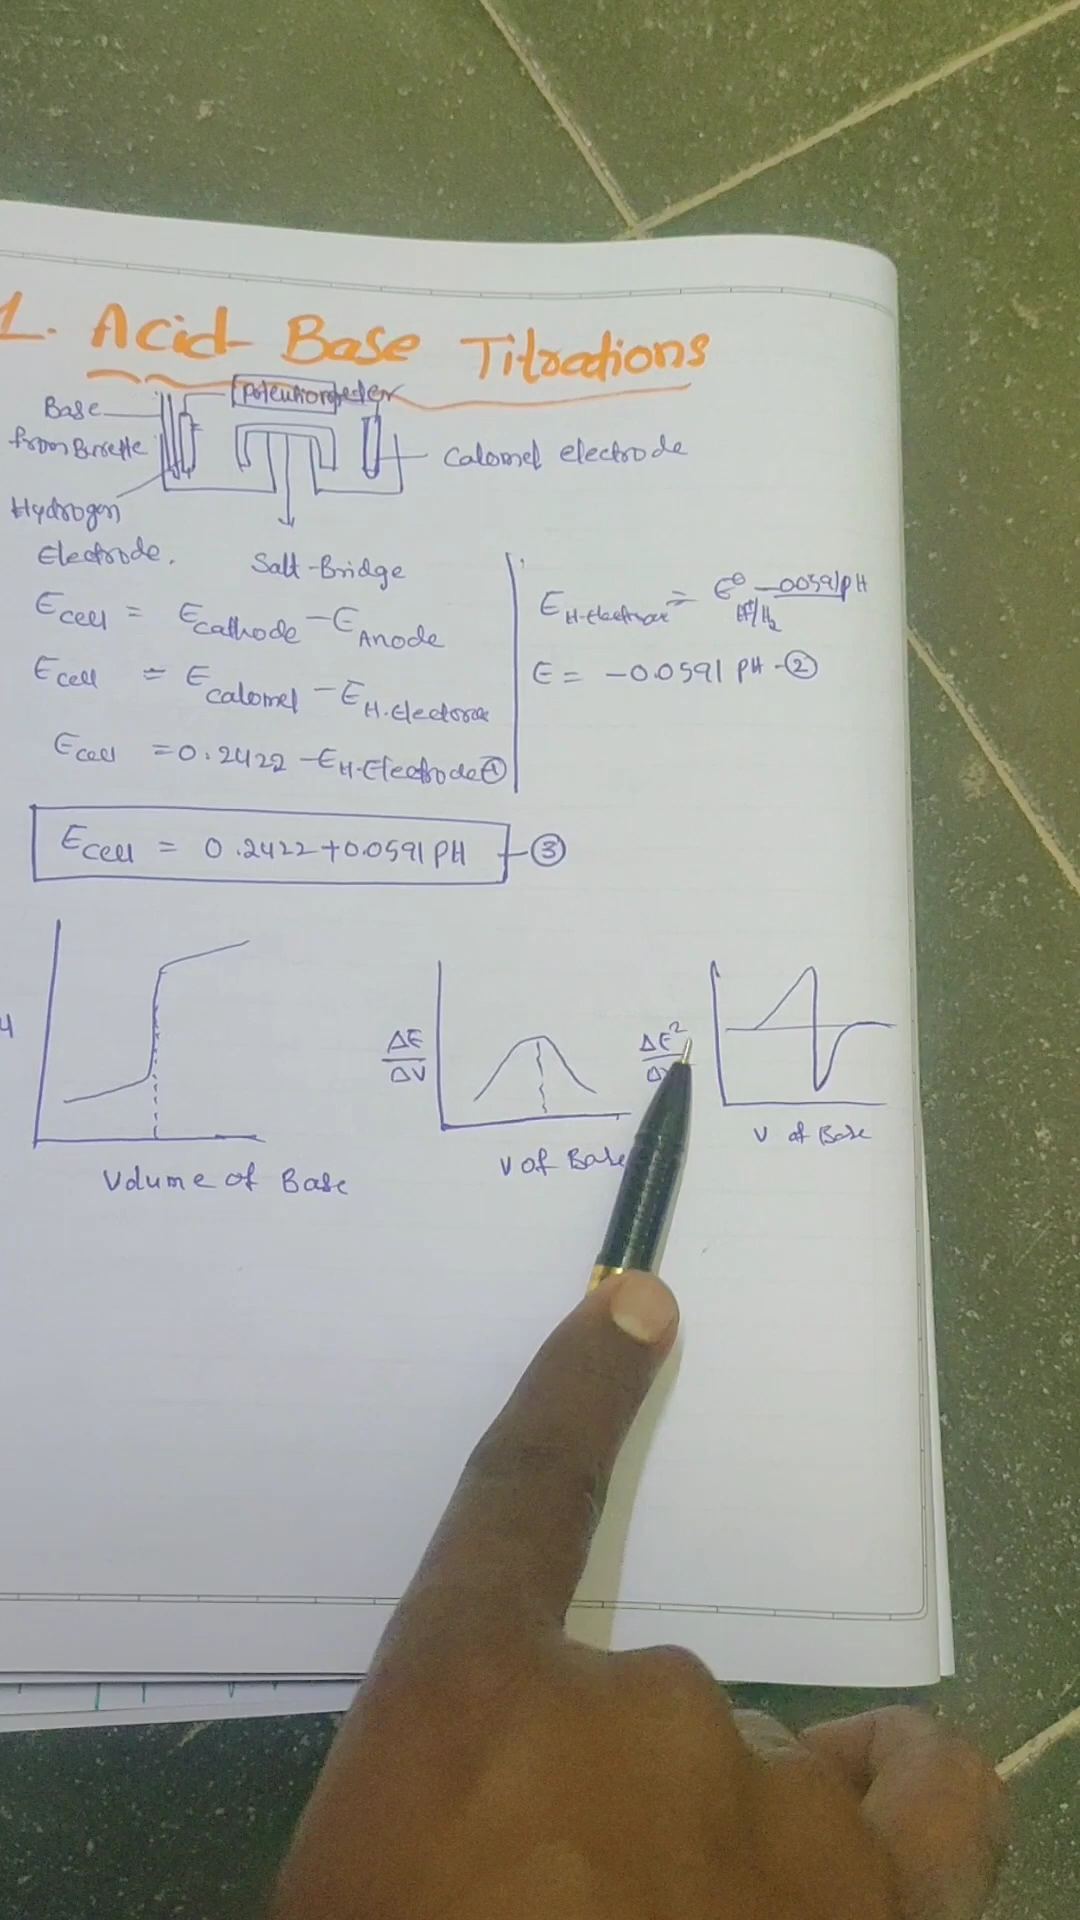 1. Acid-Base Titrations
Potentiometer
Base
from Burette
Calomel electrode
Hydrogen
Electrode.
Salt-Bridge
Ecell = Ecathode - EAnode
Ecell = Ecalomel - EH.Electrode
Ecell = 0.2422 - EH-Electrode ①
EH-Electrode = E⁰H⁺/H₂ - 0.0591 PH
E = -0.0591 PH - ②
Ecell = 0.2422 + 0.0591 PH - ③
Volume of Base
ΔE
ΔV
V of Base
ΔE²
V of Base